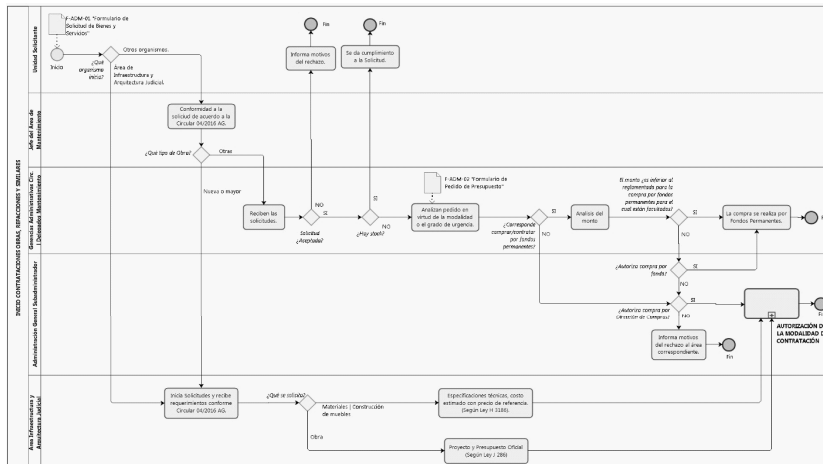 INICIO CONTRATACIONES OBRAS, REPACIONES Y SIMILARES
Unidad Solicitante
F-ADM-01 "Formulario de
Solicitud de Bienes y
Servicios"
Inicio
¿Qué
organismo
inicia?
Otros organismos.
Área de
Infraestructura y
Arquitectura Judicial.
Informa motivos
del rechazo.
Fin
Se da cumplimiento
a la Solicitud.
Fin
Jefe del Area de
Mantenimiento
Conformidad a la
solicitud de acuerdo a la
Circular 04/2016 AG.
¿Qué tipo de Obra?
Otras
Nueva o mayor
Gerencias Administrativas Circ.
/ Delegados Mantenimiento
Reciben las
solicitudes.
NO
SI
Solicitud
¿Aceptada?
SI
NO
¿Hay stock?
F-ADM-02 "Formulario de
Pedido de Presupuesto"
Analizan pedido en
virtud de la modalidad
o el grado de urgencia.
¿Corresponde
comprar/contratar
por fondos
permanentes?
SI
NO
Analisis del
monto
El monto ¿es inferior al
reglamentado para la
compra por fondos
permanentes para el
cual están facultados?
SI
NO
La compra se realiza por
Fondos Permanentes.
Administración General Subadministrador
¿Autoriza compra por
fondo?
SI
NO
¿Autoriza compra por
Dirección de Compras?
SI
NO
Informa motivos
del rechazo al área
correspondiente.
Fin
AUTORIZACIÓN D
LA MODALIDAD D
CONTRATACIÓN
Area Infraestructura y
Arquitectura Judicial
Inicia Solicitudes y recibe
requerimientos conforme
Circular 04/2016 AG.
¿Qué se solicita?
Materiales | Construcción
de muebles
Obra
Especificaciones técnicas, costo
estimado con precio de referencia.
(Según Ley H 3186).
Proyecto y Presupuesto Oficial
(Según Ley J 286)